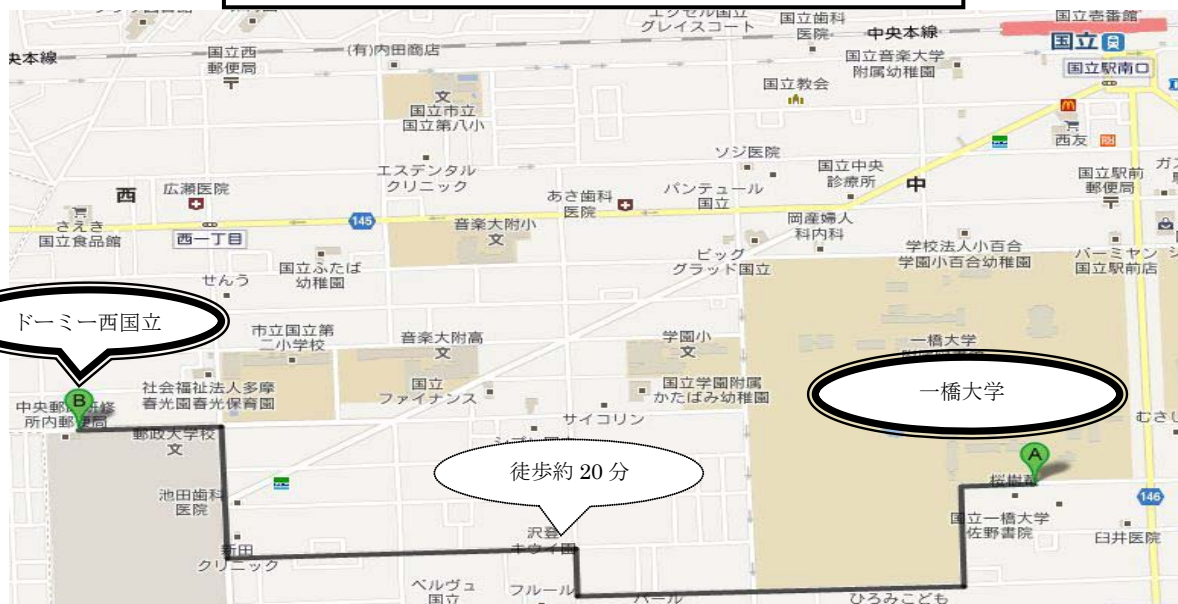 エクセル国立
グレイスコート
国立歯科
医院
国立壱番館
央本線
国立西
郵便局
(有)内田商店
中央本線
国立
国立音楽大学
附属幼稚園
国立駅南口
文
国立市立
国立第八小
国立教会
西友
ソジ医院
エスデンタル
クリニック
国立中央
診療所
中
国立駅前
郵便局
西
広瀬医院
あさ歯科
医院
パンテュール
国立
さえき
国立食品館
西一丁目
145
音楽大附小
文
岡産婦人
科内科
国立ふたば
幼稚園
ビッグ
グラッド国立
学校法人小百合
学園小百合幼稚園
バーミヤン
国立駅前店
せんう
ドーミー西国立
市立国立第
二小学校
音楽大附高
文
学園小
文
一橋大学
一橋大学
B
社会福祉法人多摩
春光園春光保育園
国立
ファイナンス
国立学園附属
かたばみ幼稚園
所内郵便局
郵政大学校
文
サイコリン
むさし
徒歩約 20 分
A
池田歯科
医院
146
国立一橋大学
佐野書院
臼井医院
沢登
キウイ園
新田
クリニック
ベルヴュ
国立
フルール
パール
ひろみこども